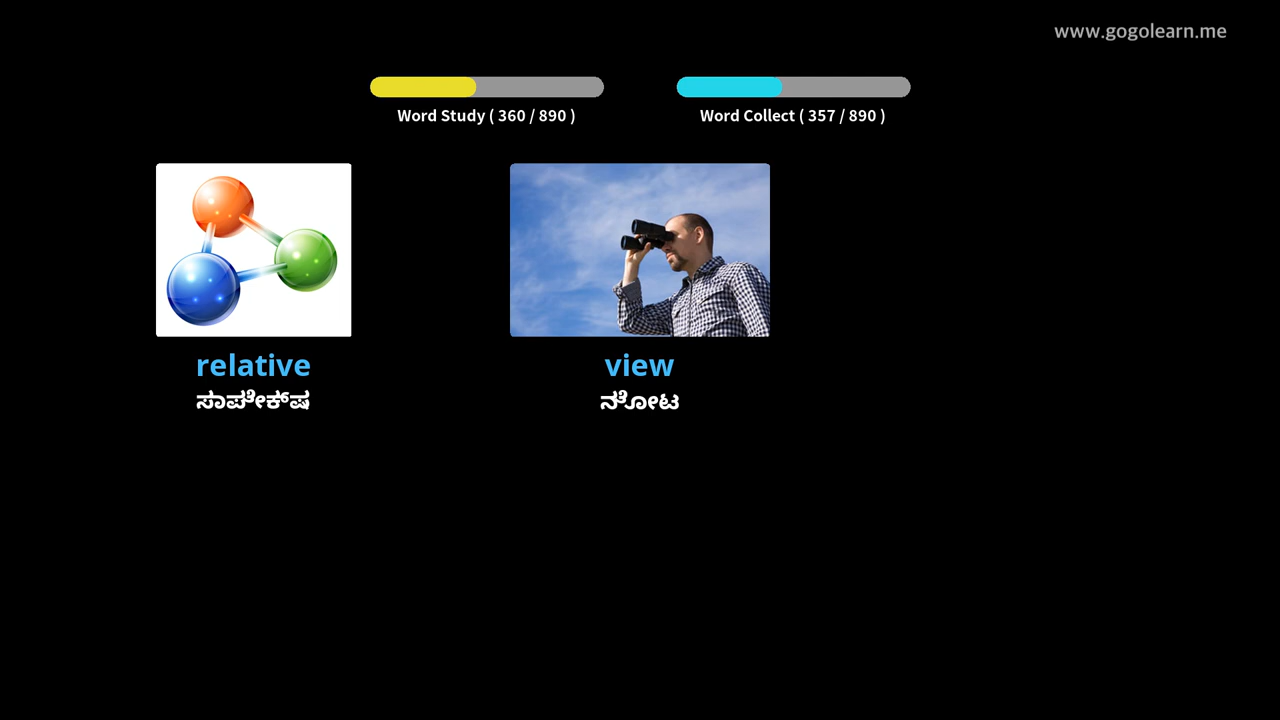 www.gogolearn.me
Word Study ( 360 / 890 )
Word Collect ( 357 / 890 )
relative
ಸಾಪೇಕ್ಷ
view
ನೋಟ